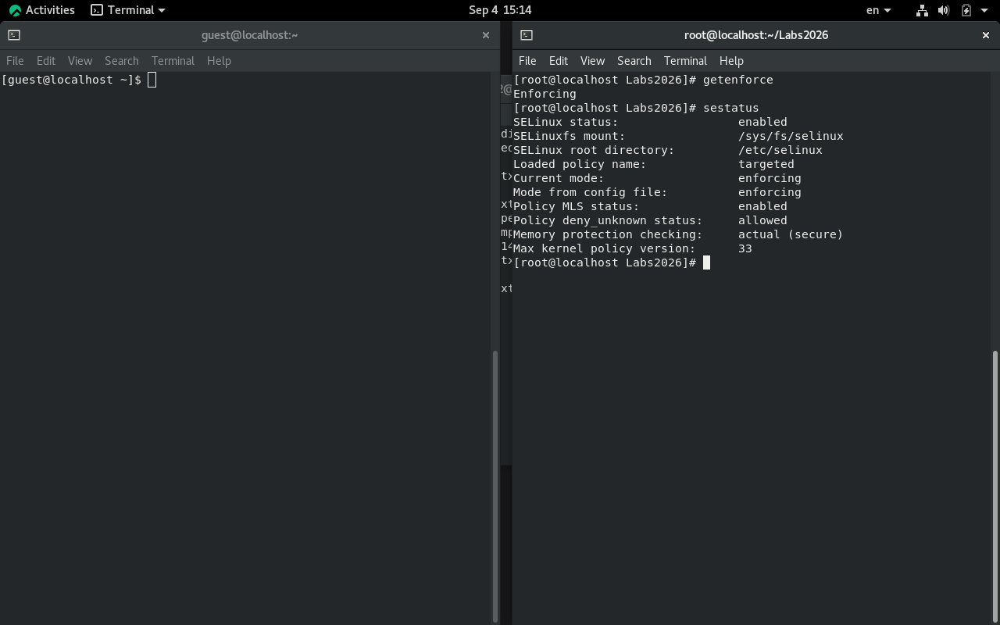 Activities Terminal Sep 4 15:14 en
guest@localhost:~
File Edit View Search Terminal Help
[guest@localhost ~]$
root@localhost:~/Labs2026
File Edit View Search Terminal Help
[root@localhost Labs2026]# getenforce
Enforcing
[root@localhost Labs2026]# sestatus
SELinux status: enabled
SELinuxfs mount: /sys/fs/selinux
SELinux root directory: /etc/selinux
Loaded policy name: targeted
Current mode: enforcing
Mode from config file: enforcing
Policy MLS status: enabled
Policy deny_unknown status: allowed
Memory protection checking: actual (secure)
Max kernel policy version: 33
[root@localhost Labs2026]#